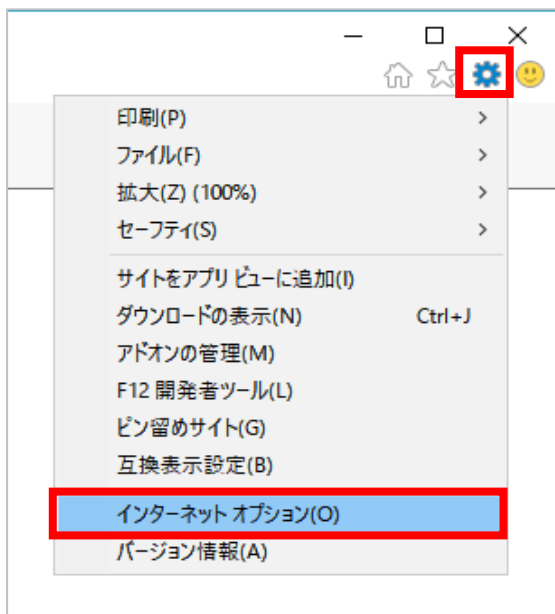 印刷(P)
ファイル(F)
拡大(Z) (100%)
セーフティ(S)
サイトをアプリ ビューに追加(I)
ダウンロードの表示(N) Ctrl+J
アドオンの管理(M)
F12 開発者ツール(L)
ピン留めサイト(G)
互換表示設定(B)
インターネット オプション(O)
バージョン情報(A)